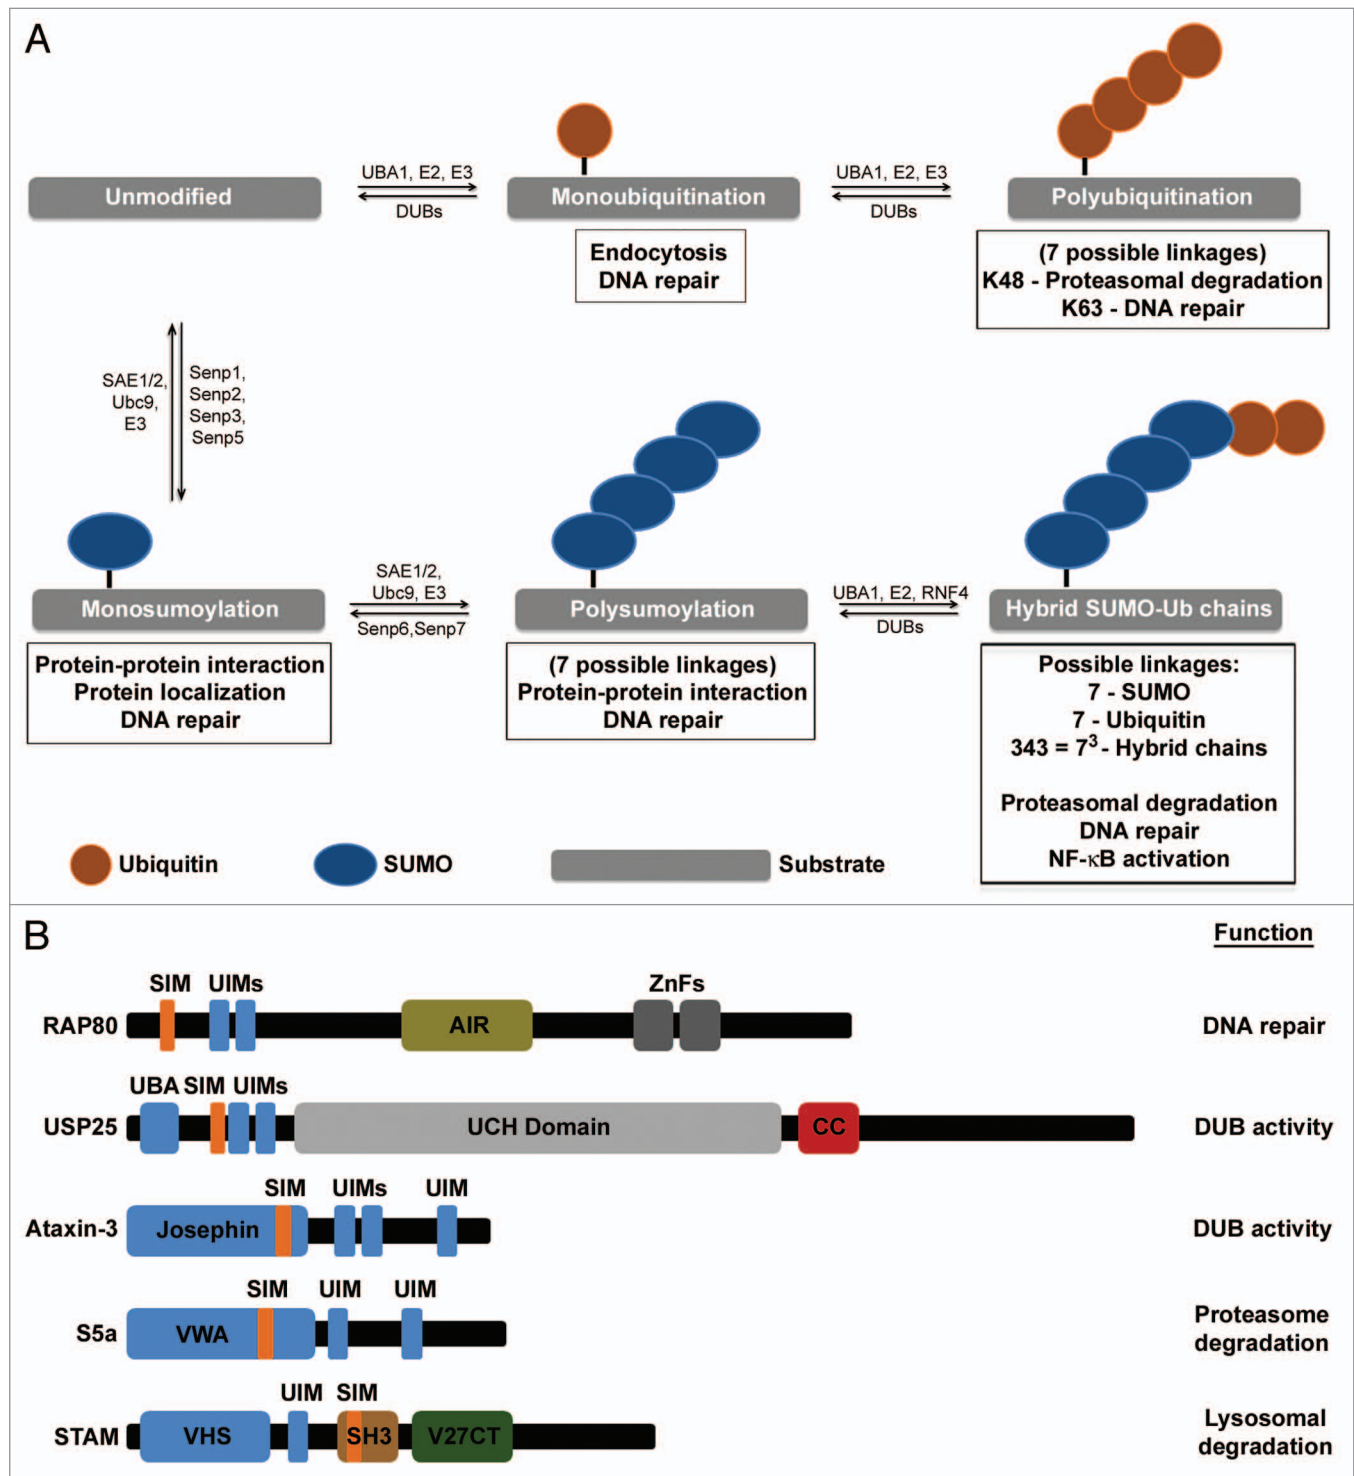 A
UBA1, E2, E3
UBA1, E2, E3
Unmodified
Monoubiquitination
Polyubiquitination
DUBs
DUBs
Endocytosis
DNA repair
(7 possible linkages)
K48 - Proteasomal degradation
K63 - DNA repair
SAE1/2,
Ubc9,
E3
Senp1,
Senp2,
Senp3,
Senp5
SAE1/2,
Ubc9, E3
UBA1, E2, RNF4
Monosumoylation
Polysumoylation
Hybrid SUMO-Ub chains
Senp6,Senp7
DUBs
Protein-protein interaction
Protein localization
DNA repair
(7 possible linkages)
Protein-protein interaction
DNA repair
Possible linkages:
7 - SUMO
7 - Ubiquitin
343 = 7³ - Hybrid chains
Proteasomal degradation
DNA repair
NF-κB activation
Ubiquitin
SUMO
Substrate
B
Function
SIM UIMs ZnFs
RAP80 AIR DNA repair
UBA SIM UIMs
USP25 UCH Domain CC DUB activity
SIM UIMs UIM
Ataxin-3 Josephin DUB activity
SIM UIM UIM
S5a VWA
Proteasome
degradation
UIM SIM
STAM VHS SH3 V27CT
Lysosomal
degradation